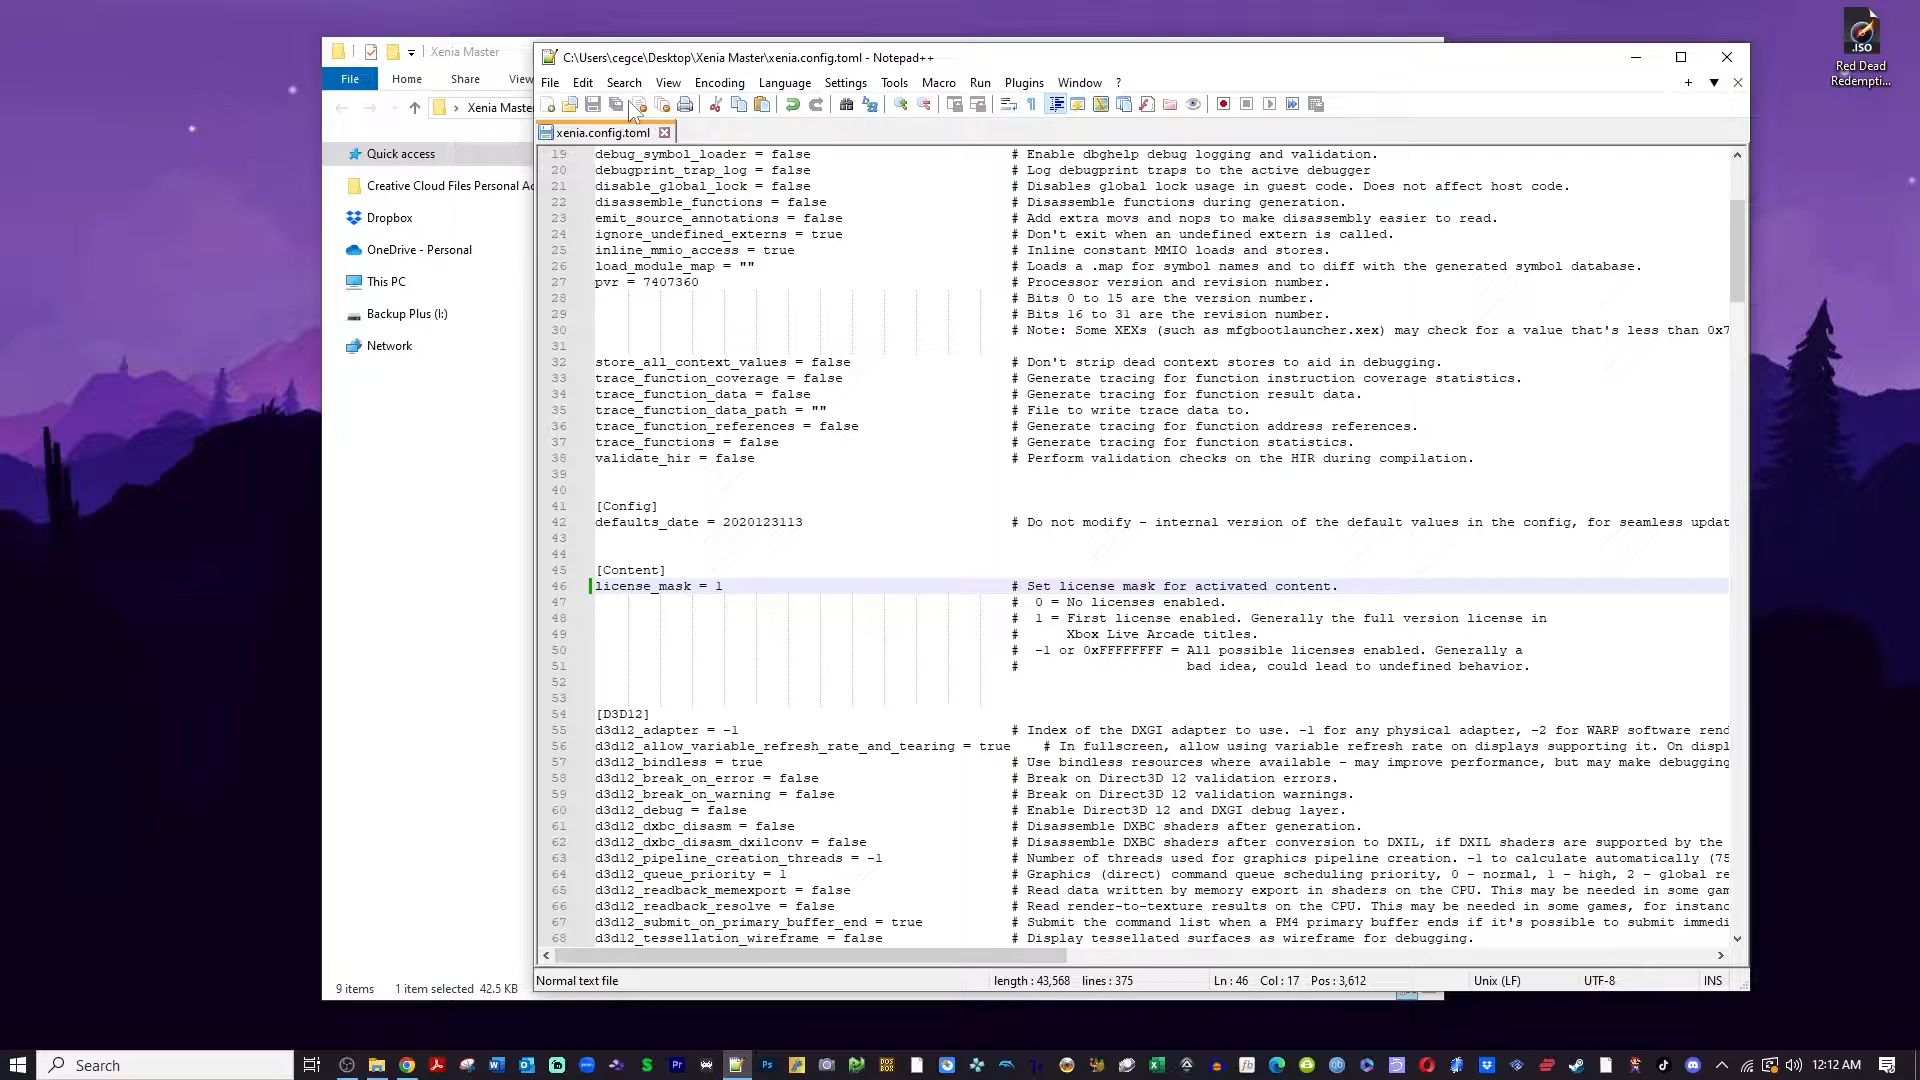 Xenia Master
File
Home
Share
View
Xenia Master
Quick access
Creative Cloud Files Personal Ac
Dropbox
OneDrive - Personal
This PC
Backup Plus (I:)
Network
9 items
1 item selected 42.5 KB
C:\Users\cegce\Desktop\Xenia Master\xenia.config.toml - Notepad++
File Edit Search View Encoding Language Settings Tools Macro Run Plugins Window ?
xenia.config.toml
19 debug_symbol_loader = false # Enable dbghelp debug logging and validation.
20 debugprint_trap_log = false # Log debugprint traps to the active debugger
21 disable_global_lock = false # Disables global lock usage in guest code. Does not affect host code.
22 disassemble_functions = false # Disassemble functions during generation.
23 emit_source_annotations = false # Add extra movs and nops to make disassembly easier to read.
24 ignore_undefined_externs = true # Don't exit when an undefined extern is called.
25 inline_mmio_access = true # Inline constant MMIO loads and stores.
26 load_module_map = "" # Loads a .map for symbol names and to diff with the generated symbol database.
27 pvr = 7407360 # Processor version and revision number.
28 # Bits 0 to 15 are the version number.
29 # Bits 16 to 31 are the revision number.
30 # Note: Some XEXs (such as mfgbootlauncher.xex) may check for a value that's less than 0x7
31
32 store_all_context_values = false # Don't strip dead context stores to aid in debugging.
33 trace_function_coverage = false # Generate tracing for function instruction coverage statistics.
34 trace_function_data = false # Generate tracing for function result data.
35 trace_function_data_path = "" # File to write trace data to.
36 trace_function_references = false # Generate tracing for function address references.
37 trace_functions = false # Generate tracing for function statistics.
38 validate_hir = false # Perform validation checks on the HIR during compilation.
39
40
41 [Config]
42 defaults_date = 2020123113 # Do not modify - internal version of the default values in the config, for seamless updat
43
44
45 [Content]
46 license_mask = 1 # Set license mask for activated content.
47 # 0 = No licenses enabled.
48 # 1 = First license enabled. Generally the full version license in
49 # Xbox Live Arcade titles.
50 # -1 or 0xFFFFFFFF = All possible licenses enabled. Generally a
51 # bad idea, could lead to undefined behavior.
52
53
54 [D3D12]
55 d3d12_adapter = -1 # Index of the DXGI adapter to use. -1 for any physical adapter, -2 for WARP software rend
56 d3d12_allow_variable_refresh_rate_and_tearing = true # In fullscreen, allow using variable refresh rate on displays supporting it. On displ
57 d3d12_bindless = true # Use bindless resources where available - may improve performance, but may make debugging
58 d3d12_break_on_error = false # Break on Direct3D 12 validation errors.
59 d3d12_break_on_warning = false # Break on Direct3D 12 validation warnings.
60 d3d12_debug = false # Enable Direct3D 12 and DXGI debug layer.
61 d3d12_dxbc_disasm = false # Disassemble DXBC shaders after generation.
62 d3d12_dxbc_disasm_dxilconv = false # Disassemble DXBC shaders after conversion to DXIL, if DXIL shaders are supported by the
63 d3d12_pipeline_creation_threads = -1 # Number of threads used for graphics pipeline creation. -1 to calculate automatically (75
64 d3d12_queue_priority = 1 # Graphics (direct) command queue scheduling priority, 0 - normal, 1 - high, 2 - global re
65 d3d12_readback_memexport = false # Read data written by memory export in shaders on the CPU. This may be needed in some gam
66 d3d12_readback_resolve = false # Read render-to-texture results on the CPU. This may be needed in some games, for instanc
67 d3d12_submit_on_primary_buffer_end = true # Submit the command list when a PM4 primary buffer ends if it's possible to submit immedi
68 d3d12_tessellation_wireframe = false # Display tessellated surfaces as wireframe for debugging.
Normal text file length : 43,568 lines : 375 Ln : 46 Col : 17 Pos : 3,612 Unix (LF) UTF-8 INS
.ISO
Red Dead
Redempti...
Search
12:12 AM